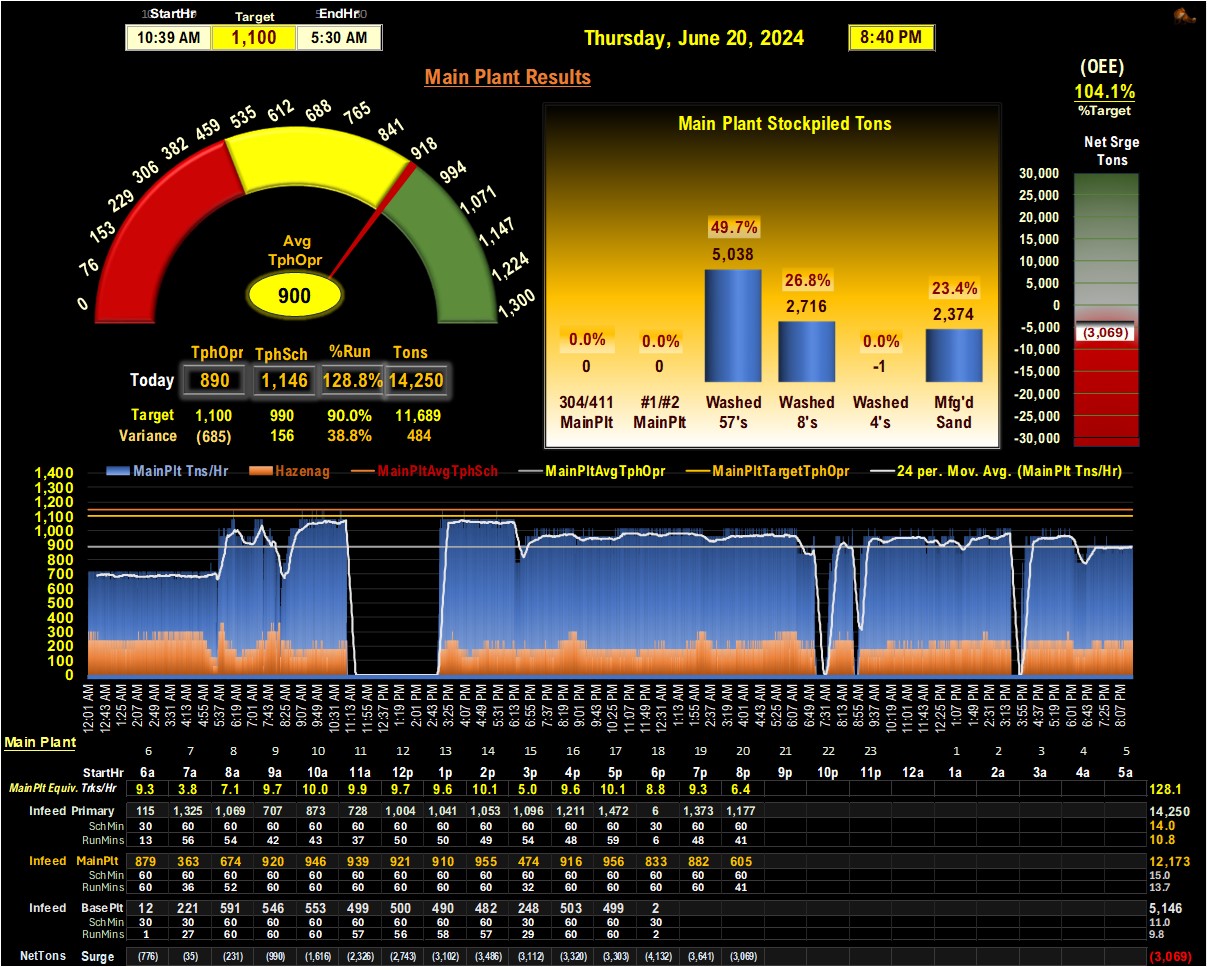 StartHr Target EndHr
10:39 AM 1,100 5:30 AM
Thursday, June 20, 2024 8:40 PM
Main Plant Results
(OEE)
104.1%
%Target
Net Srge
Tons
0 76 153 229 306 382 459 535 612 688 765 841 918 994 1,071 1,147 1,224 1,300
Avg
TphOpr
900
TphOpr TphSch %Run Tons
Today 890 1,146 128.8% 14,250
Target 1,100 990 90.0% 11,689
Variance (685) 156 38.8% 484
Main Plant Stockpiled Tons
0.0% 0.0% 49.7% 26.8% 0.0% 23.4%
0 0 5,038 2,716 -1 2,374
304/411 #1/#2 Washed Washed Washed Mfg'd
MainPlt MainPlt 57's 8's 4's Sand
30,000
25,000
20,000
15,000
10,000
5,000
0
-5,000
(3,069)
-10,000
-15,000
-20,000
-25,000
-30,000
MainPlt Tns/Hr Hazenag MainPltAvgTphSch MainPltAvgTphOpr MainPltTargetTphOpr 24 per. Mov. Avg. (MainPlt Tns/Hr)
1,400
1,300
1,200
1,100
1,000
900
800
700
600
500
400
300
200
100
0
12:01 AM 12:43 AM 1:25 AM 2:07 AM 2:49 AM 3:31 AM 4:13 AM 4:55 AM 5:37 AM 6:19 AM 7:01 AM 7:43 AM 8:25 AM 9:07 AM 9:49 AM 10:31 AM 11:13 AM 11:55 AM 12:37 PM 1:19 PM 2:01 PM 2:43 PM 3:25 PM 4:07 PM 4:49 PM 5:31 PM 6:13 PM 6:55 PM 7:37 PM 8:19 PM 9:01 PM 9:43 PM 10:25 PM 11:07 PM 11:49 PM 12:31 AM 1:13 AM 1:55 AM 2:37 AM 3:19 AM 4:01 AM 4:43 AM 5:25 AM 6:07 AM 6:49 AM 7:31 AM 8:13 AM 8:55 AM 9:37 AM 10:19 AM 11:01 AM 11:43 AM 12:25 PM 1:07 PM 1:49 PM 2:31 PM 3:13 PM 3:55 PM 4:37 PM 5:19 PM 6:01 PM 6:43 PM 7:25 PM 8:07 PM
Main Plant
6 7 8 9 10 11 12 13 14 15 16 17 18 19 20 21 22 23 1 2 3 4 5
StartHr 6a 7a 8a 9a 10a 11a 12p 1p 2p 3p 4p 5p 6p 7p 8p 9p 10p 11p 12a 1a 2a 3a 4a 5a
MainPlt Equiv. Trks/Hr 9.3 3.8 7.1 9.7 10.0 9.9 9.7 9.6 10.1 5.0 9.6 10.1 8.8 9.3 6.4 128.1
Infeed Primary 115 1,325 1,069 707 873 728 1,004 1,041 1,053 1,096 1,211 1,472 6 1,373 1,177 14,250
SchMin 30 60 60 60 60 60 60 60 60 60 60 60 30 60 60 14.0
RunMins 13 56 54 42 43 37 50 50 49 54 48 59 6 48 41 10.8
Infeed MainPlt 879 363 674 920 946 939 921 910 955 474 916 956 833 882 605 12,173
SchMin 60 60 60 60 60 60 60 60 60 60 60 60 60 60 60 15.0
RunMins 60 36 52 60 60 60 60 60 60 32 60 60 60 60 41 13.7
Infeed BasePlt 12 221 591 546 553 499 500 490 482 248 503 499 2 5,146
SchMin 30 30 60 60 60 60 60 60 60 30 60 60 30 11.0
RunMins 1 27 60 60 60 57 56 58 57 29 60 60 2 9.8
NetTons Surge (776) (35) (231) (990) (1,616) (2,326) (2,743) (3,102) (3,486) (3,112) (3,320) (3,303) (4,132) (3,641) (3,069) (3,069)